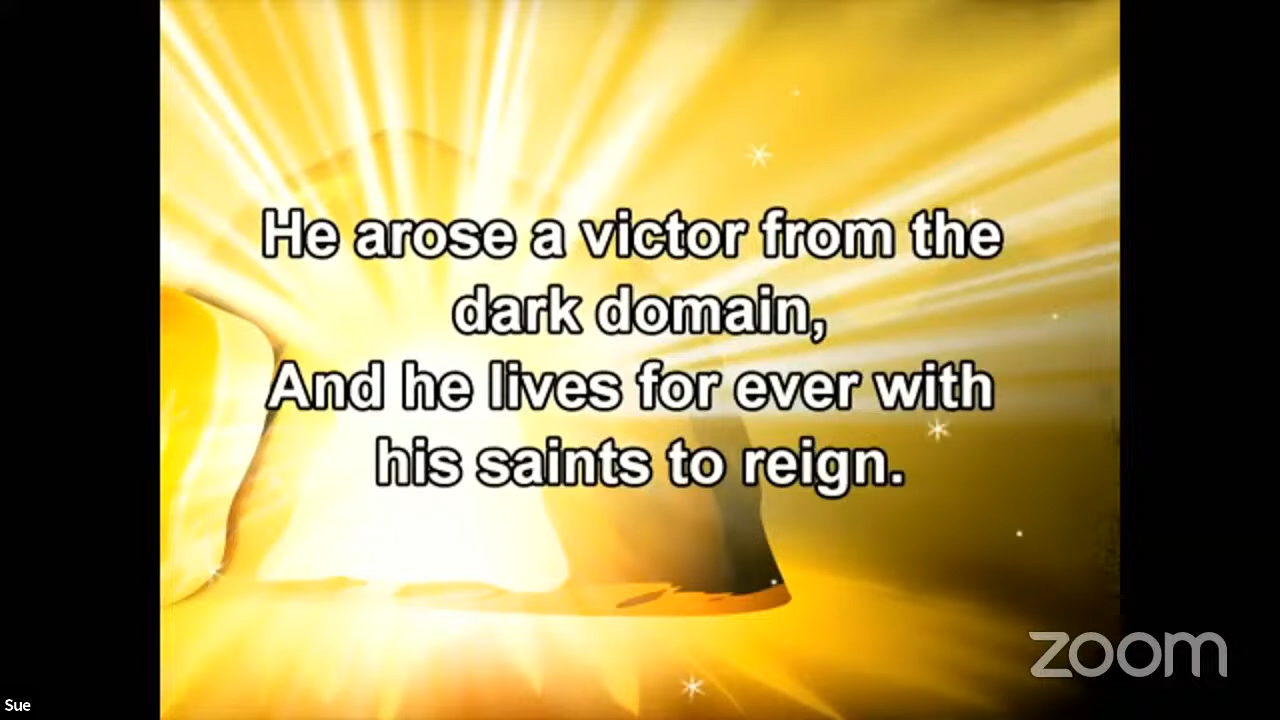 He arose a victor from the
dark domain,
And he lives for ever with
his saints to reign.
zoom
Sue